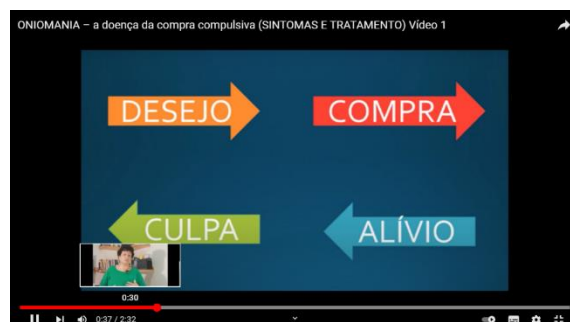 ONIOMANIA – a doença da compra compulsiva (SINTOMAS E TRATAMENTO) Vídeo 1
DESEJO COMPRA
CULPA ALÍVIO
0:30
0:37 / 2:32